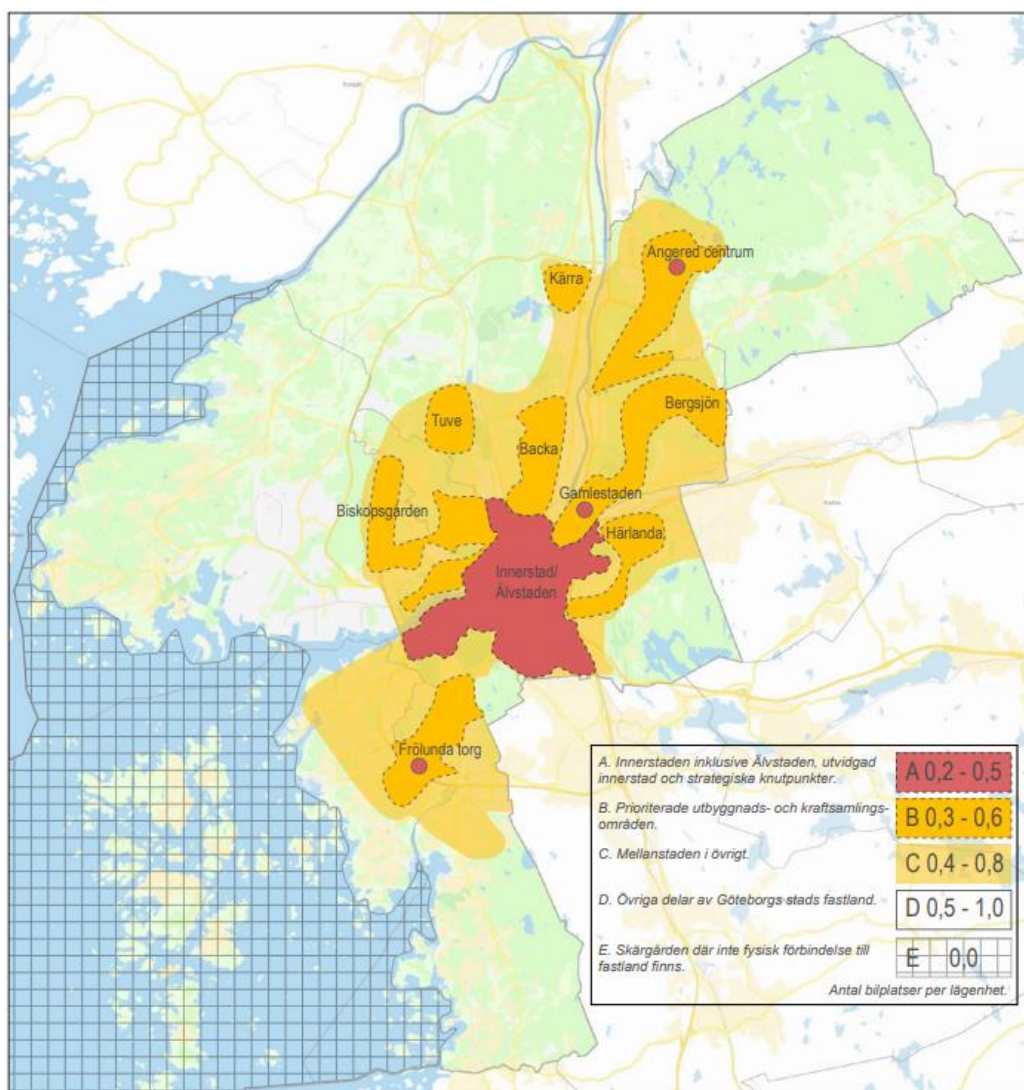 Angered centrum
Kärra
Bergsjön
Tuve
Backa
Gamlestaden
Biskopsgården
Härlanda
Innerstad/
Älvstaden
Frölunda torg
A. Innerstaden inklusive Älvstaden, utvidgad
innerstad och strategiska knutpunkter.
A 0,2 - 0,5
B. Prioriterade utbyggnads- och kraftsamlings-
områden.
B 0,3 - 0,6
C. Mellanstaden i övrigt.
C 0,4 - 0,8
D. Övriga delar av Göteborgs stads fastland.
D 0,5 - 1,0
E. Skärgården där inte fysisk förbindelse till
fastland finns.
E 0,0
Antal bilplatser per lägenhet.